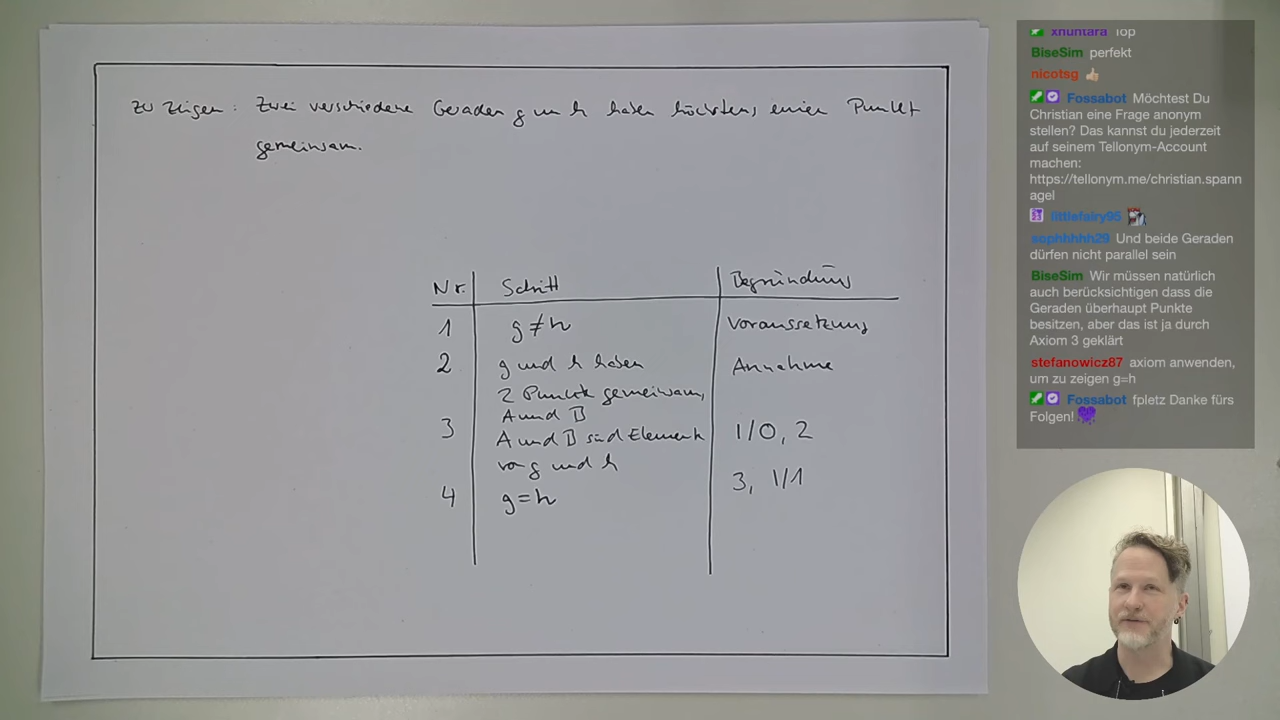 zu zeigen: Zwei verschiedene Geraden g und h haben höchstens einen Punkt
gemeinsam.
Nr. Schritt Begründung
1 g ≠ h Voraussetzung
2 g und h haben Annahme
2 Punkte gemeinsam,
A und B
3 A und B sind Elemente 1/0, 2
von g und h
4 g = h 3, 1/1
xhuntara Top
BiseSim perfekt
nicotsg 👍🏻
Fossabot Möchtest Du
Christian eine Frage anonym
stellen? Das kannst du jederzeit
auf seinem Tellonym-Account
machen:
https://tellonym.me/christian.spann
agel
littlefairy95
sophhhhh29 Und beide Geraden
dürfen nicht parallel sein
BiseSim Wir müssen natürlich
auch berücksichtigen dass die
Geraden überhaupt Punkte
besitzen, aber das ist ja durch
Axiom 3 geklärt
stefanowicz87 axiom anwenden,
um zu zeigen g=h
Fossabot fpletz Danke fürs
Folgen! 💜